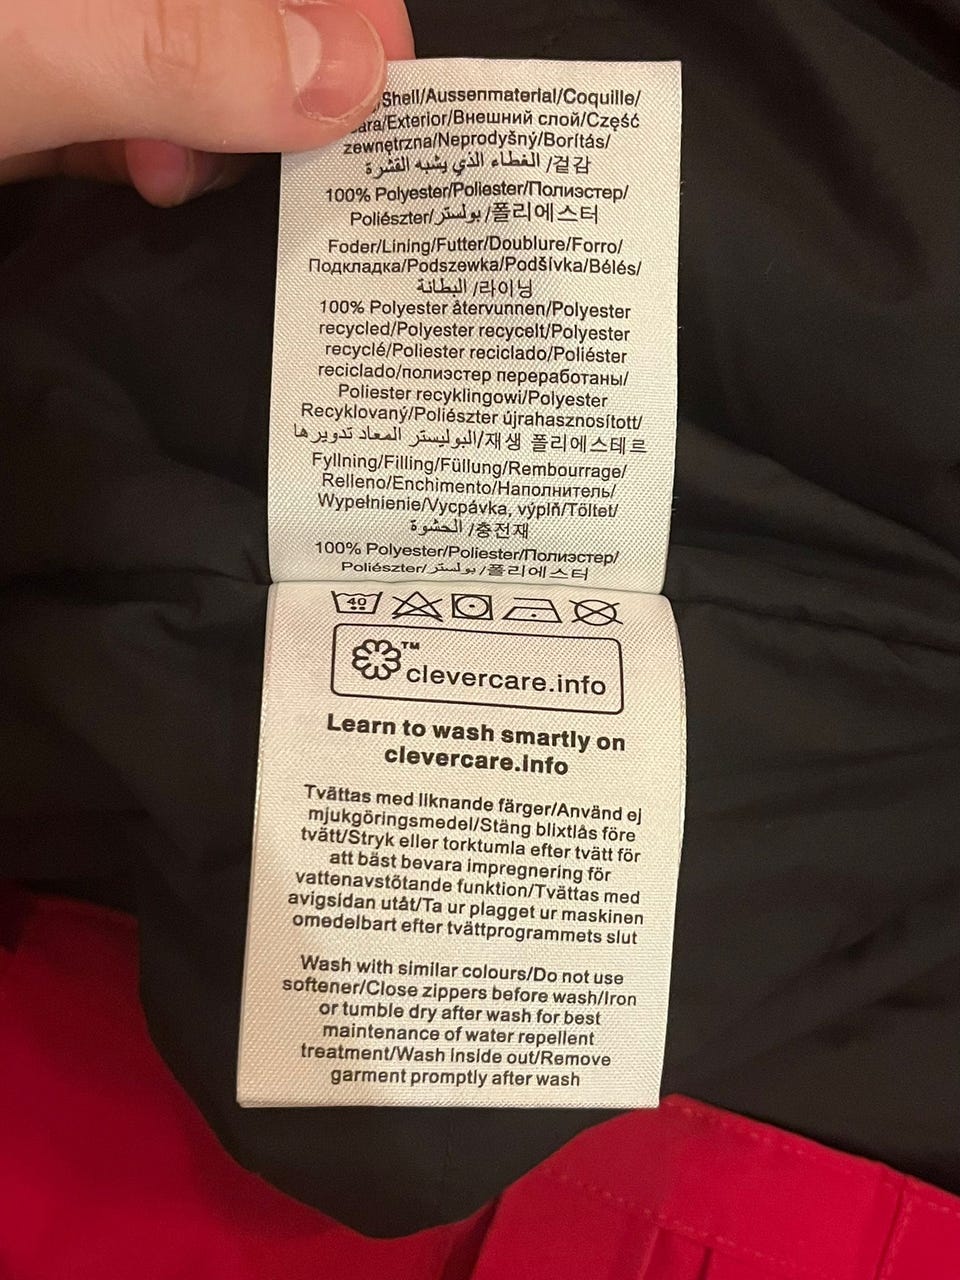 Shell/Aussenmaterial/Coquille/
Exterior/Внешний слой/Część
zewnętrzna/Neprodyšný/Borítás/
الغطاء الذي يشبه القشرة /겉감
100% Polyester/Poliester/Полиэстер/
Poliészter/بولستر/폴리에스터
Foder/Lining/Futter/Doublure/Forro/
Подкладка/Podszewka/Podšívka/Bélés/
البطانة /라이닝
100% Polyester återvunnen/Polyester
recycled/Polyester recycelt/Polyester
recyclé/Poliester reciclado/Poliéster
reciclado/полиэстер переработаны/
Poliester recyklingowi/Polyester
Recyklovaný/Poliészter újrahasznosított/
البوليستر المعاد تدويرها/재생 폴리에스테르
Fyllning/Filling/Füllung/Rembourrage/
Relleno/Enchimento/Наполнитель/
Wypełnienie/Vycpávka, výplň/Töltet/
الحشوة /충전재
100% Polyester/Poliester/Полиэстер/
Poliészter/بولستر/폴리에스터
40
TM
clevercare.info
Learn to wash smartly on
clevercare.info
Tvättas med liknande färger/Använd ej
mjukgöringsmedel/Stäng blixtlås före
tvätt/Stryk eller torktumla efter tvätt för
att bäst bevara impregnering för
vattenavstötande funktion/Tvättas med
avigsidan utåt/Ta ur plagget ur maskinen
omedelbart efter tvättprogrammets slut
Wash with similar colours/Do not use
softener/Close zippers before wash/Iron
or tumble dry after wash for best
maintenance of water repellent
treatment/Wash inside out/Remove
garment promptly after wash